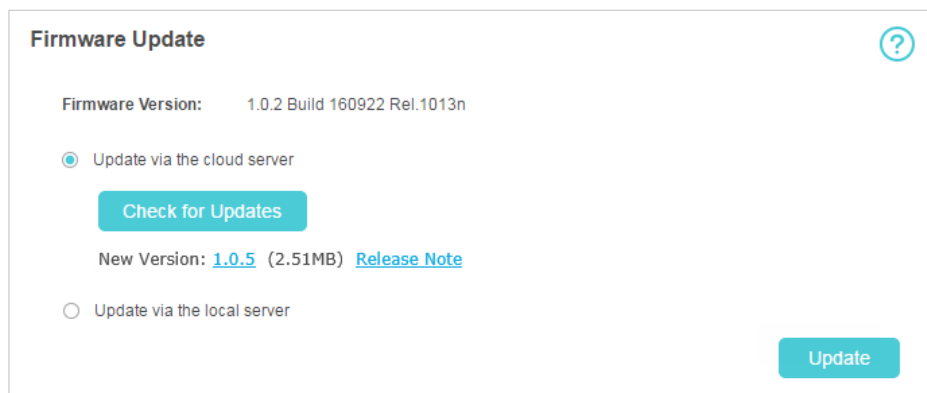 Firmware Update
?
Firmware Version: 1.0.2 Build 160922 Rel.1013n
Update via the cloud server
Check for Updates
New Version: 1.0.5 (2.51MB) Release Note
Update via the local server
Update